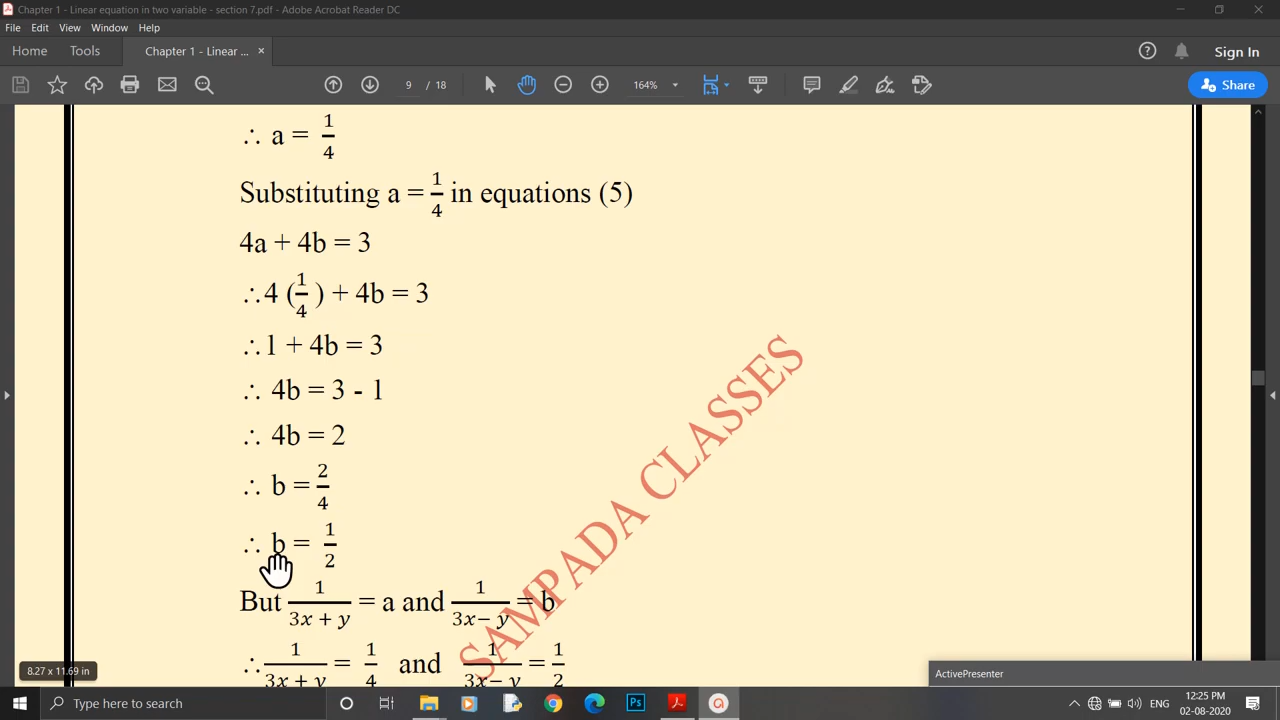 Chapter 1 - Linear equation in two variable - section 7.pdf - Adobe Acrobat Reader DC
File Edit View Window Help
Home Tools Chapter 1 - Linear ... × Sign In
9 / 18 164% Share
∴ a = 1/4
Substituting a = 1/4 in equations (5)
4a + 4b = 3
∴4 (1/4 ) + 4b = 3
∴1 + 4b = 3
∴ 4b = 3 - 1
∴ 4b = 2
∴ b = 2/4
∴ b = 1/2
But 1/(3x + y) = a and 1/(3x− y) = b
∴ 1/(3x + y) = 1/4 and 1/(3x− y) = 1/2
SAMPADA CLASSES
8.27 x 11.69 in
ActivePresenter
Type here to search
ENG
12:25 PM
02-08-2020